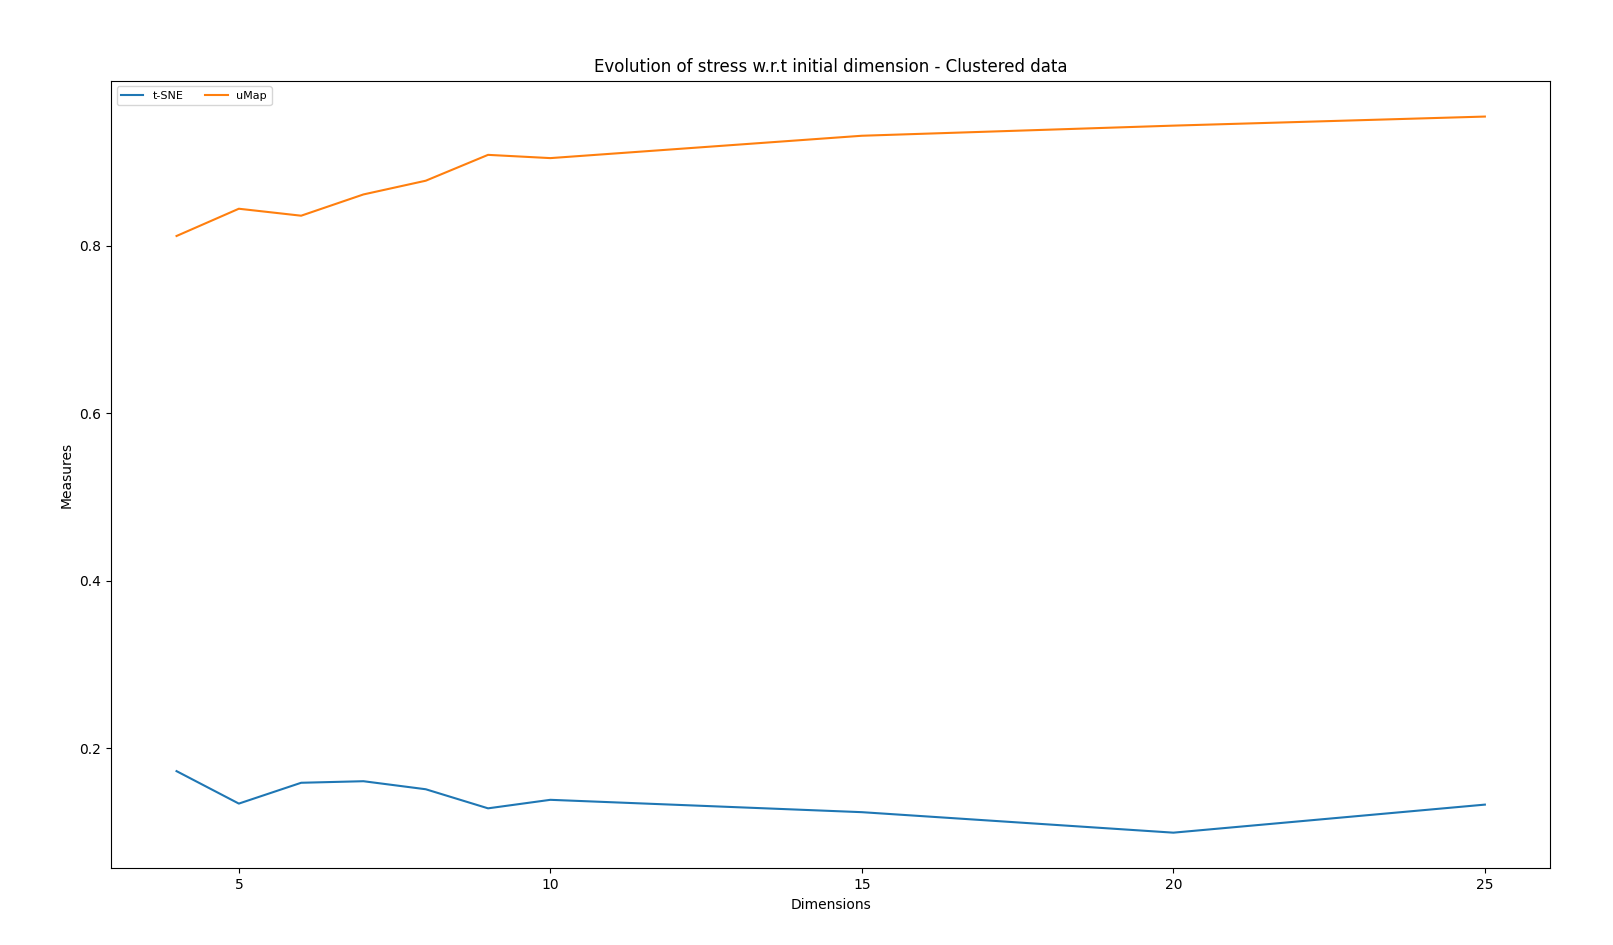 Evolution of stress w.r.t initial dimension - Clustered data
t-SNE uMap
0.8
0.6
0.4
0.2
Measures
5 10 15 20 25
Dimensions